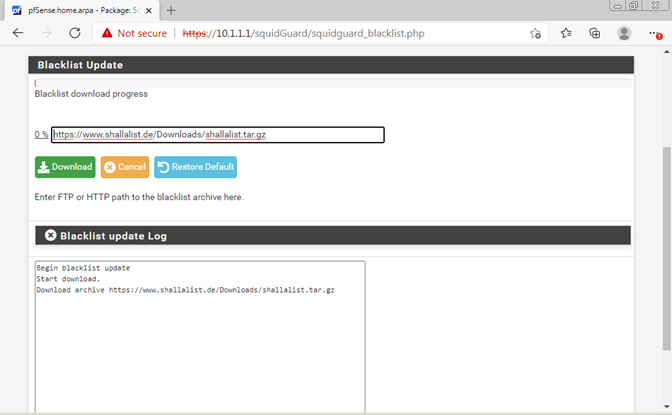 pfSense.home.arpa - Package: S
Not secure | https://10.1.1.1/squidGuard/squidguard_blacklist.php
Blacklist Update
Blacklist download progress
0 % https://www.shallalist.de/Downloads/shallalist.tar.gz
Download Cancel Restore Default
Enter FTP or HTTP path to the blacklist archive here.
Blacklist update Log
Begin blacklist update
Start download.
Download archive https://www.shallalist.de/Downloads/shallalist.tar.gz